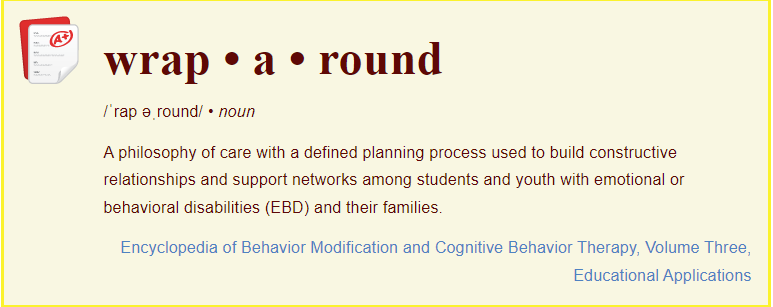 A+
wrap • a • round
/ˈrap əˌround/ • noun
A philosophy of care with a defined planning process used to build constructive
relationships and support networks among students and youth with emotional or
behavioral disabilities (EBD) and their families.
Encyclopedia of Behavior Modification and Cognitive Behavior Therapy, Volume Three,
Educational Applications